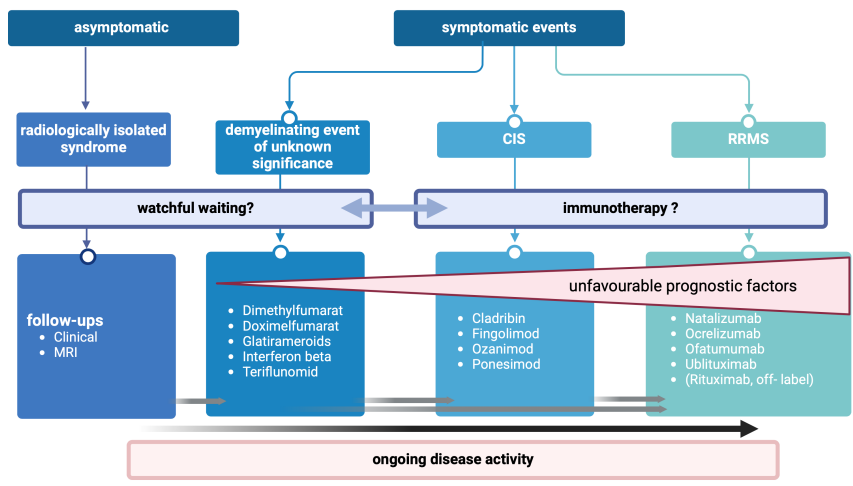 asymptomatic
symptomatic events
radiologically isolated
syndrome
demyelinating event
of unknown
significance
CIS
RRMS
watchful waiting?
immunotherapy ?
unfavourable prognostic factors
follow-ups
• Clinical
• MRI
• Dimethylfumarat
• Doximelfumarat
• Glatirameroids
• Interferon beta
• Teriflunomid
• Cladribin
• Fingolimod
• Ozanimod
• Ponesimod
• Natalizumab
• Ocrelizumab
• Ofatumumab
• Ublituximab
• (Rituximab, off- label)
ongoing disease activity